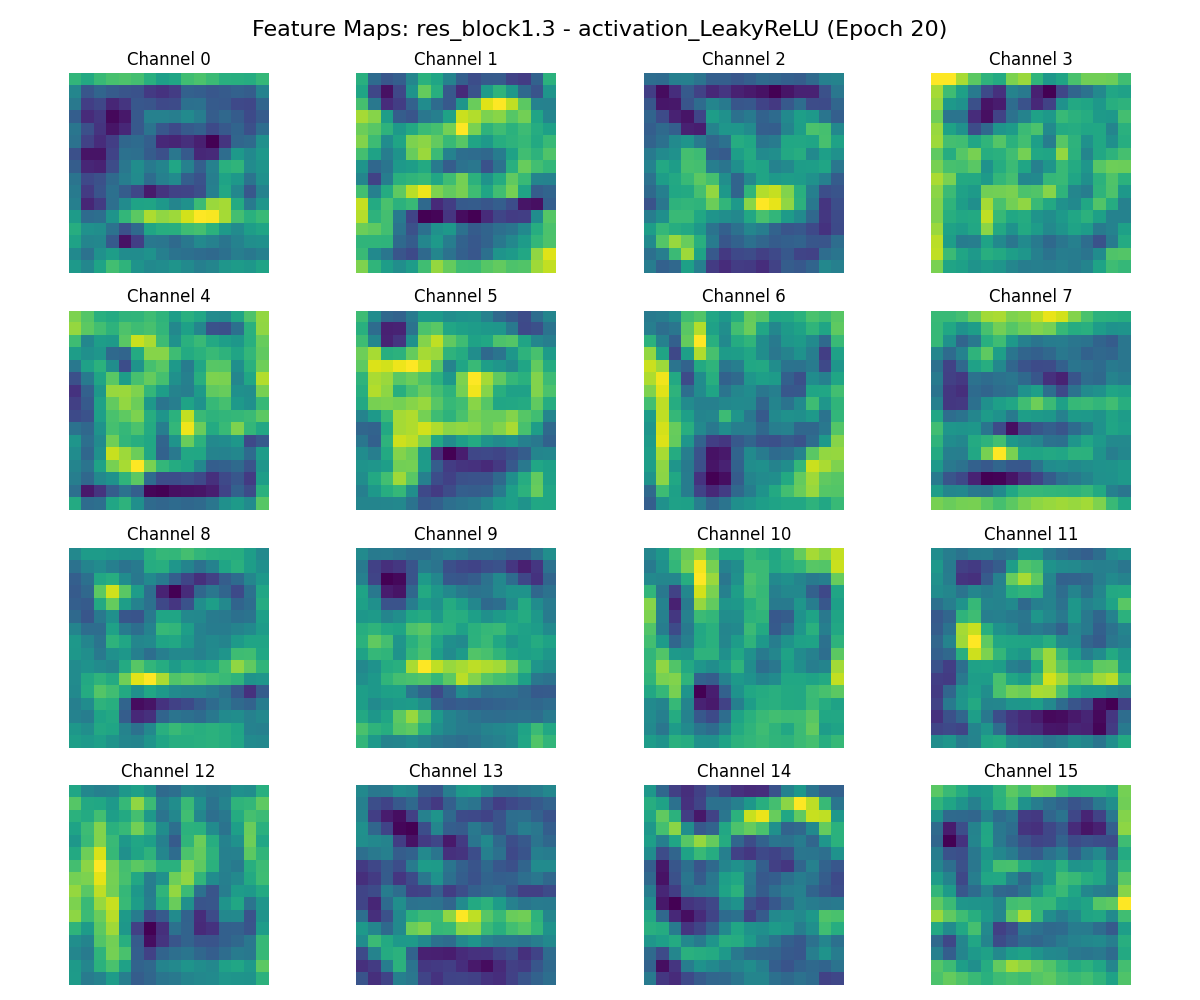 Feature Maps: res_block1.3 - activation_LeakyReLU (Epoch 20)
Channel 0
Channel 1
Channel 2
Channel 3
Channel 4
Channel 5
Channel 6
Channel 7
Channel 8
Channel 9
Channel 10
Channel 11
Channel 12
Channel 13
Channel 14
Channel 15